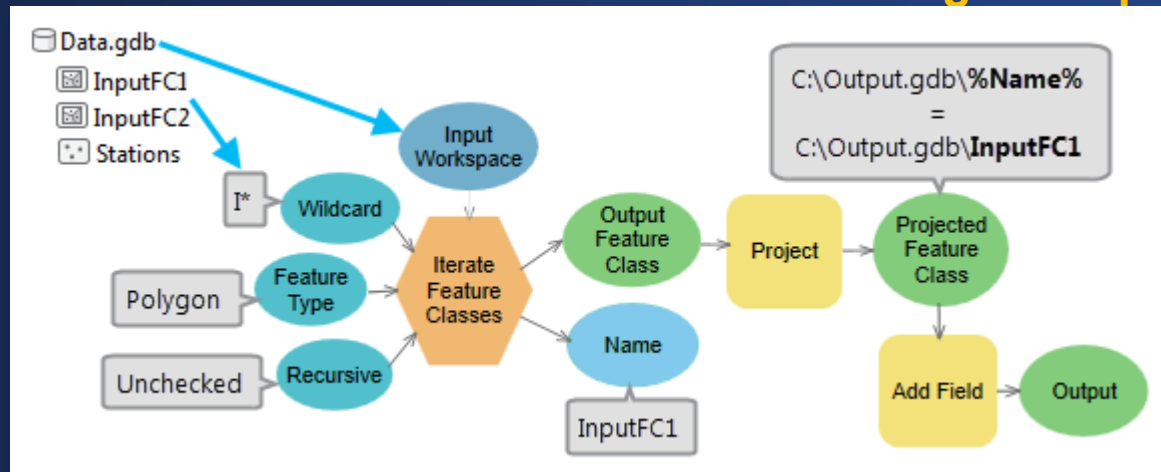 Data.gdb
InputFC1
InputFC2
Stations
I*
Wildcard
Input
Workspace
Feature
Type
Polygon
Recursive
Unchecked
Iterate
Feature
Classes
Output
Feature
Class
Name
InputFC1
Project
C:\Output.gdb\%Name%
=
C:\Output.gdb\InputFC1
Projected
Feature
Class
Add Field
Output